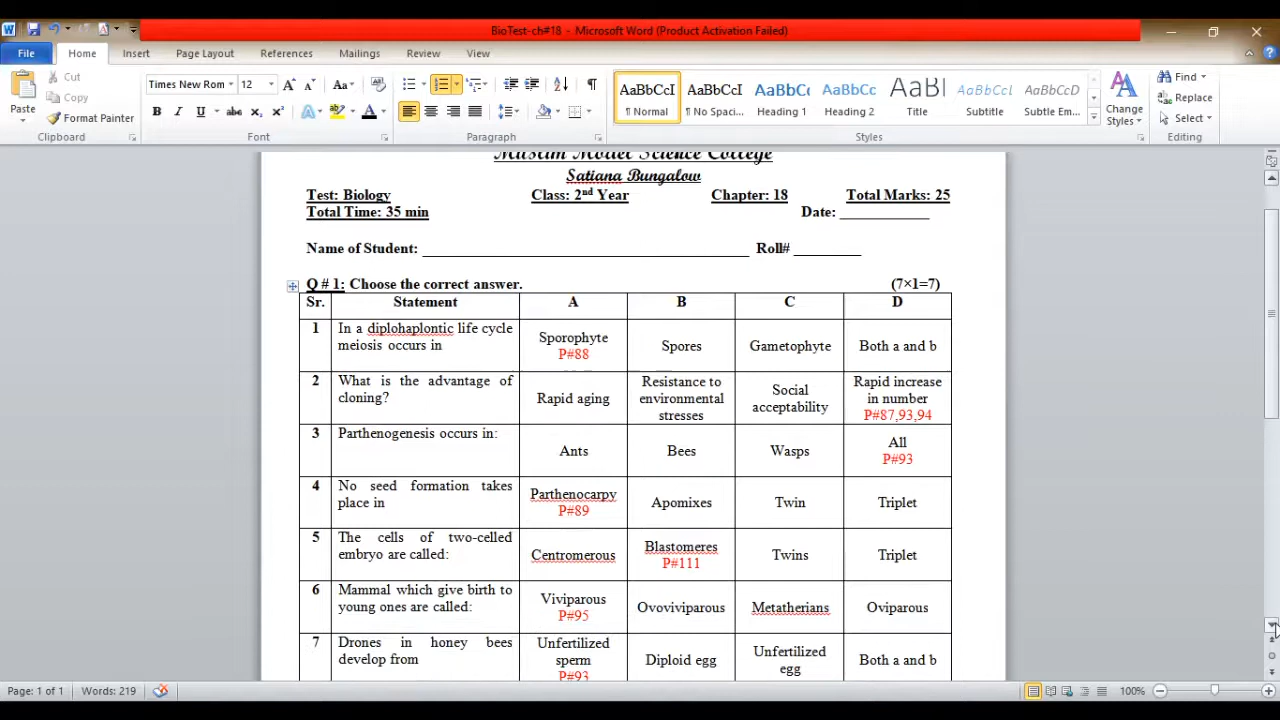 BioTest-ch#18 - Microsoft Word (Product Activation Failed)
File Home Insert Page Layout References Mailings Review View
Paste
Cut
Copy
Format Painter
Clipboard
Times New Rom 12
Font
Paragraph
AaBbCcI AaBbCcI AaBbCc AaBbCc AaBl AaBbCcI AaBbCcD
¶ Normal ¶ No Spaci... Heading 1 Heading 2 Title Subtitle Subtle Em...
Styles
Change Styles
Find
Replace
Select
Editing
Muslim Model Science College
Satiana Bungalow
Test: Biology Class: 2nd Year Chapter: 18 Total Marks: 25
Total Time: 35 min Date: ____________
Name of Student: ____________ Roll# _________
Q # 1: Choose the correct answer. (7×1=7)
Sr. Statement A B C D
1 In a diplohaplontic life cycle meiosis occurs in Sporophyte P#88 Spores Gametophyte Both a and b
2 What is the advantage of cloning? Rapid aging Resistance to environmental stresses Social acceptability Rapid increase in number P#87,93,94
3 Parthenogenesis occurs in: Ants Bees Wasps All P#93
4 No seed formation takes place in Parthenocarpy P#89 Apomixes Twin Triplet
5 The cells of two-celled embryo are called: Centromerous Blastomeres P#111 Twins Triplet
6 Mammal which give birth to young ones are called: Viviparous P#95 Ovoviviparous Metatherians Oviparous
7 Drones in honey bees develop from Unfertilized sperm P#93 Diploid egg Unfertilized egg Both a and b
Page: 1 of 1 Words: 219 100%